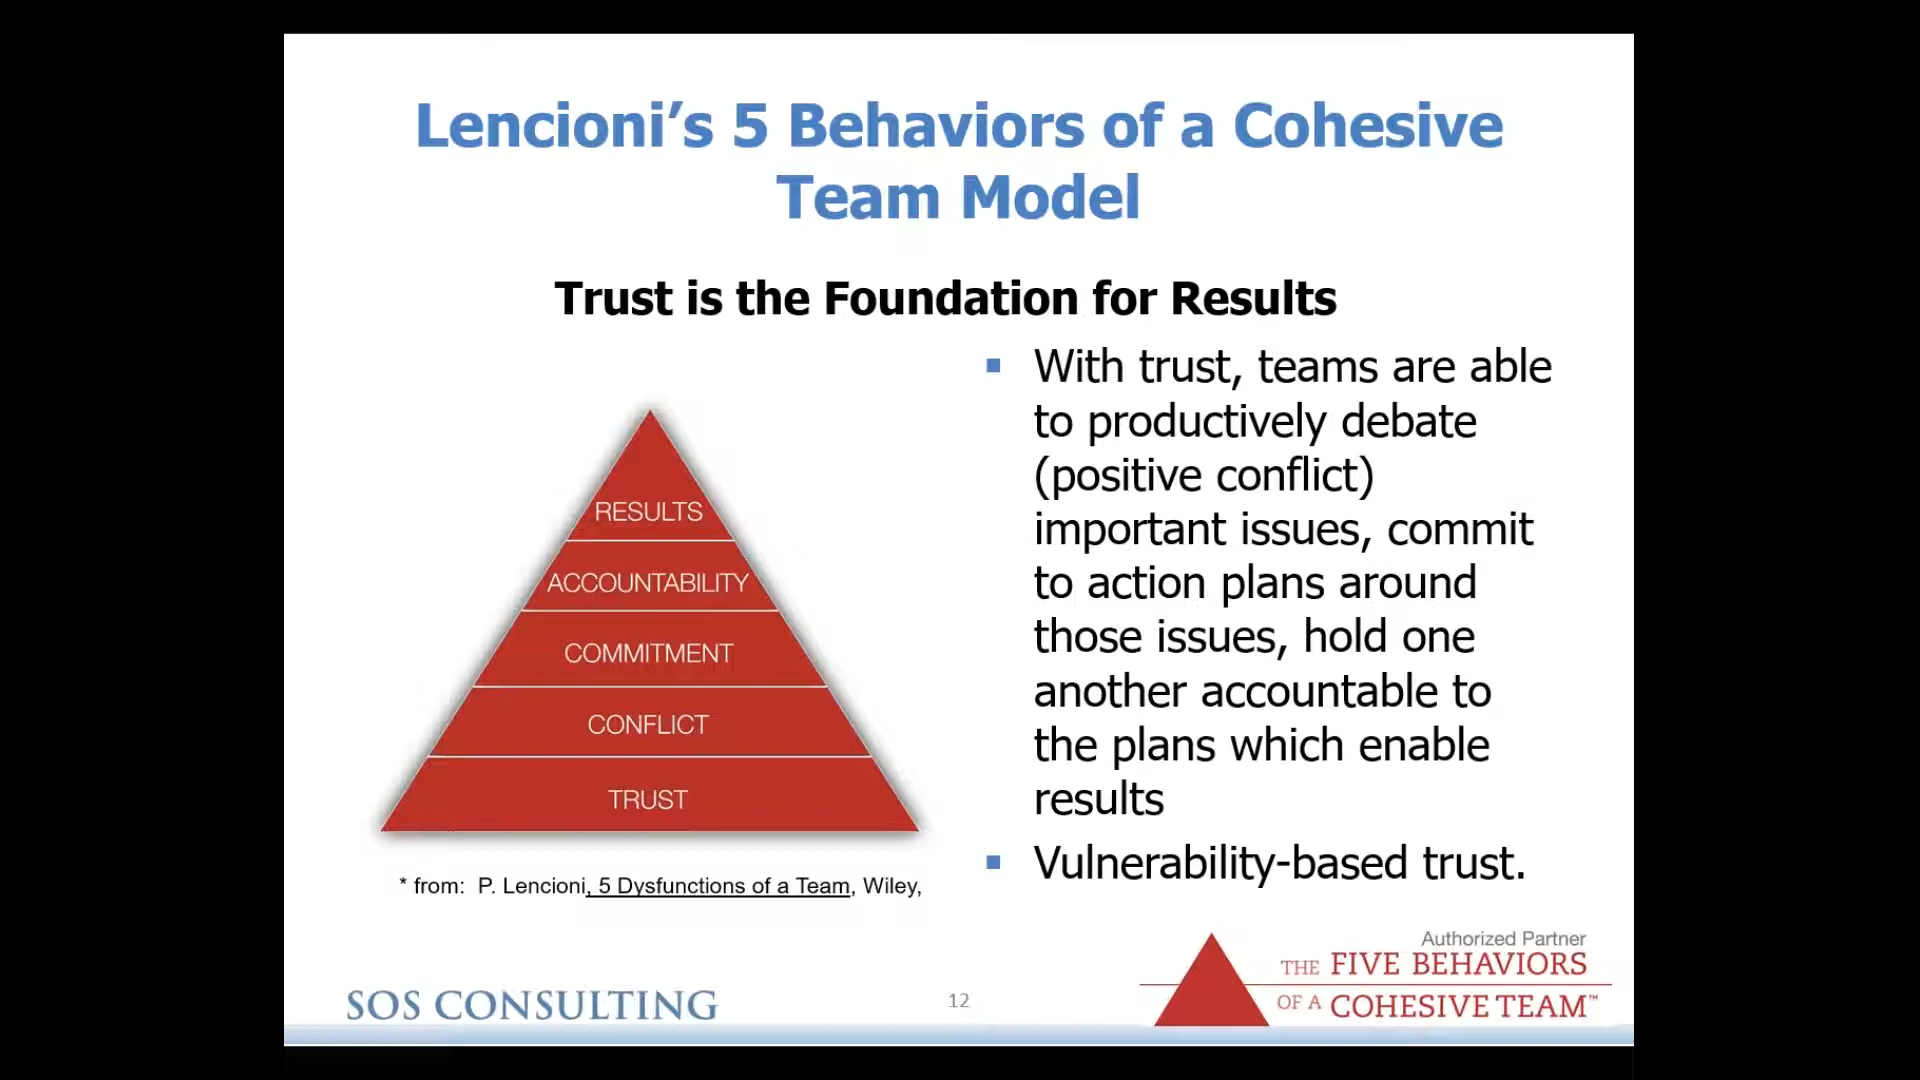 Lencioni’s 5 Behaviors of a Cohesive
Team Model
Trust is the Foundation for Results
RESULTS
ACCOUNTABILITY
COMMITMENT
CONFLICT
TRUST
* from: P. Lencioni, 5 Dysfunctions of a Team, Wiley,
With trust, teams are able
to productively debate
(positive conflict)
important issues, commit
to action plans around
those issues, hold one
another accountable to
the plans which enable
results
Vulnerability-based trust.
SOS CONSULTING
12
Authorized Partner
THE FIVE BEHAVIORS
OF A COHESIVE TEAM™